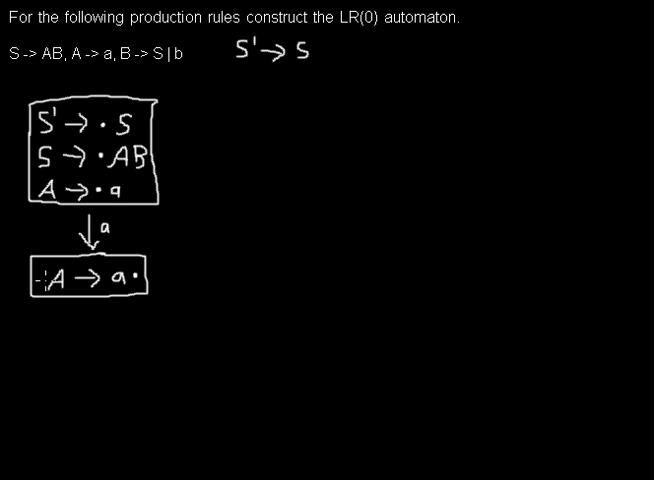 For the following production rules construct the LR(0) automaton.
S -> AB, A -> a, B -> S | b S' → S
S' → · S
S → · AB
A → · a
a
A → a ·